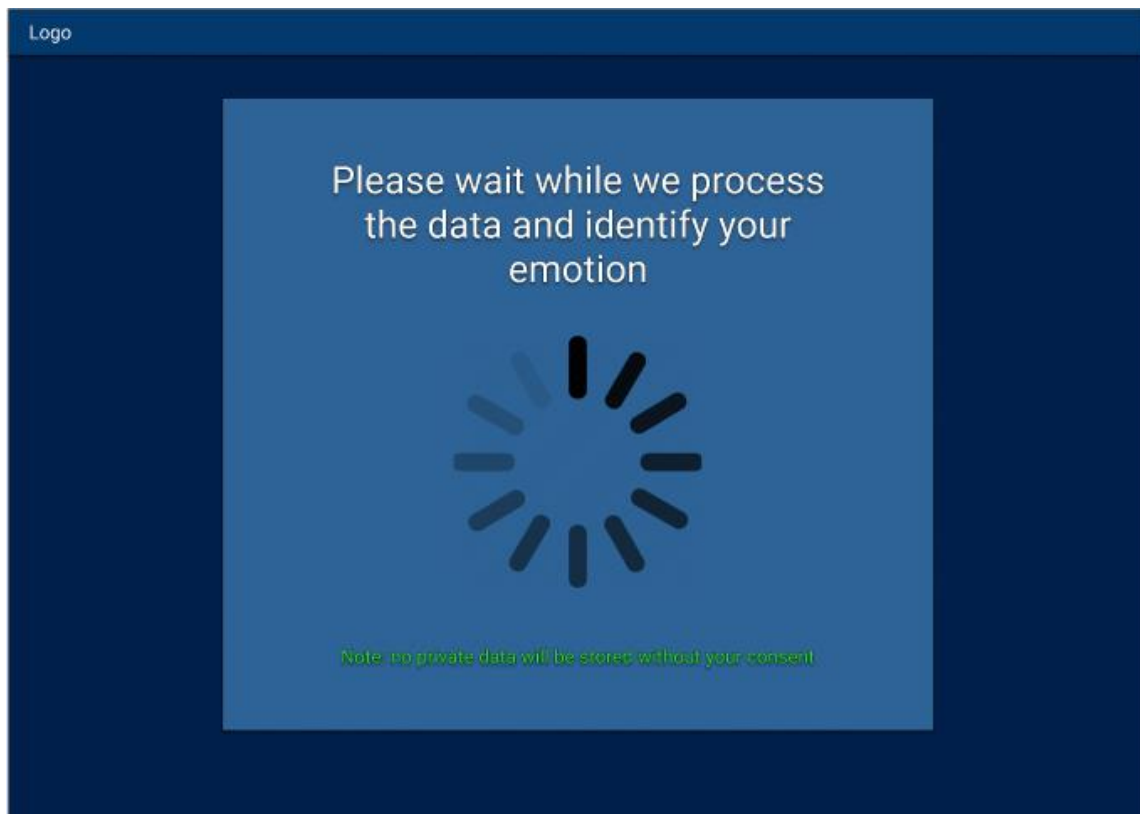 Logo
Please wait while we process
the data and identify your
emotion
Note: no private data will be stored without your consent